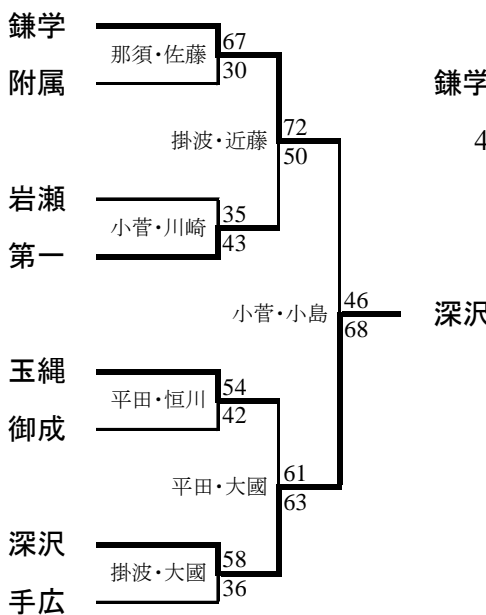 鎌学
那須・佐藤 67
30
附属
鎌学
掛波・近藤 72
50
4
岩瀬
小菅・川崎 35
43
第一
小菅・小島 46
68
深沢
玉縄
平田・恒川 54
42
御成
平田・大國 61
63
深沢
掛波・大國 58
36
手広